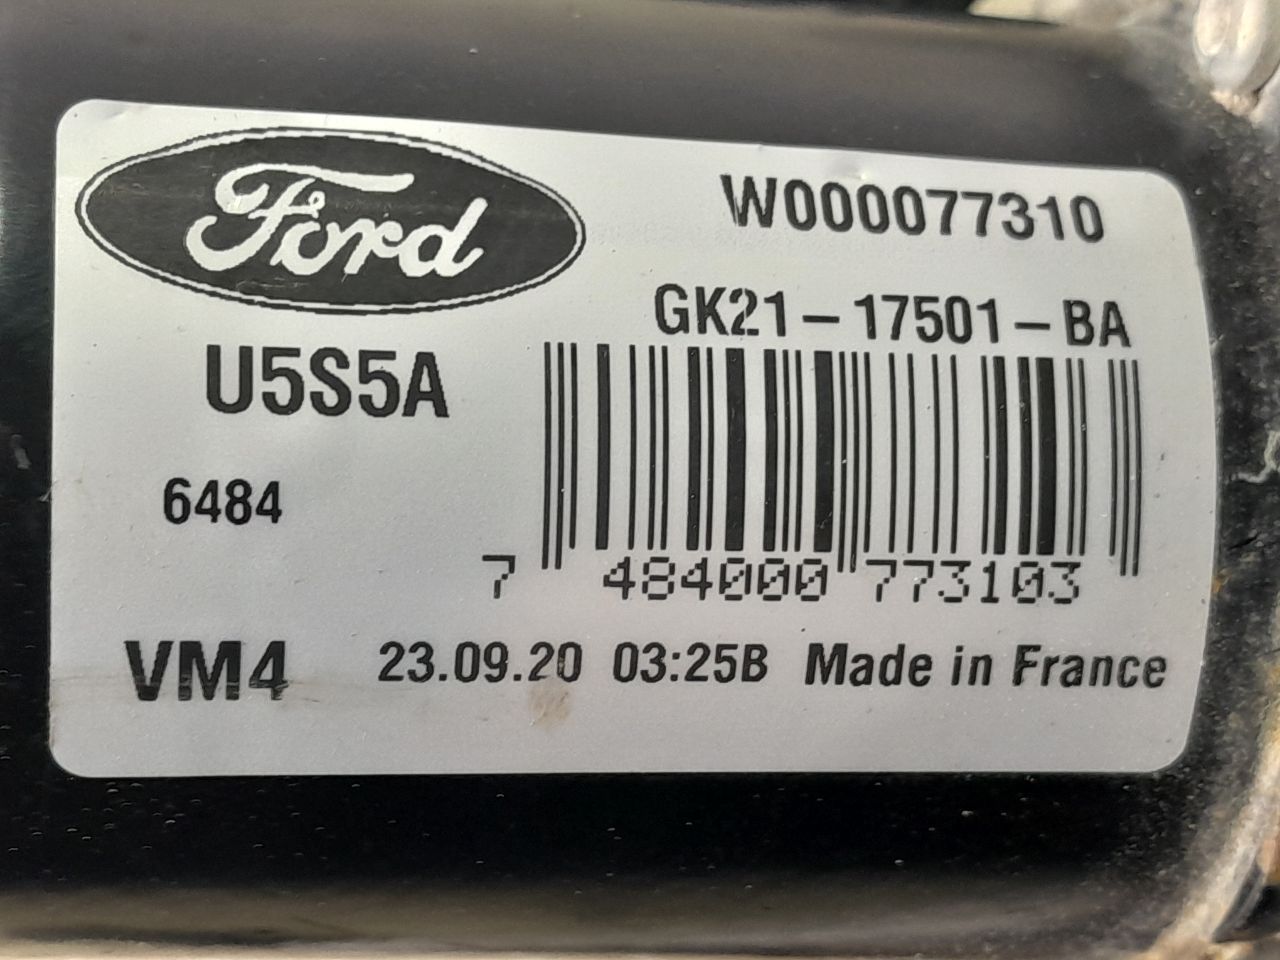 Ford
W000077310
GK21-17501-BA
U5S5A
6484
7 484000 773103
VM4 23.09.20 03:25B Made in France